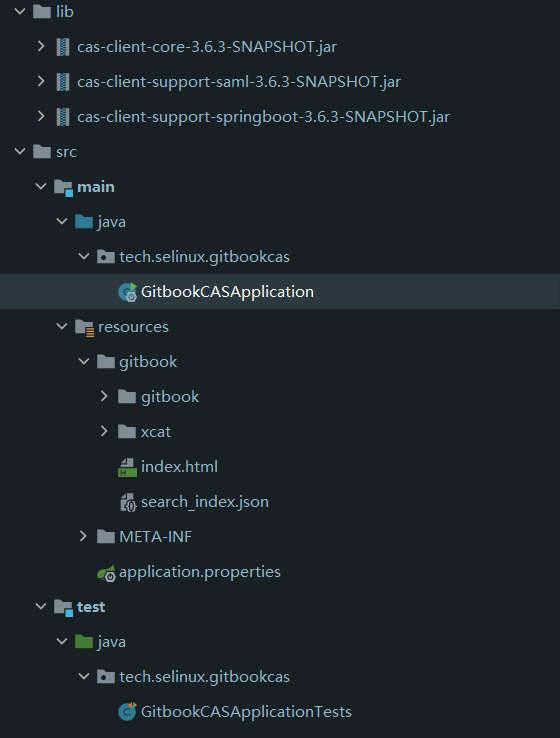 lib
cas-client-core-3.6.3-SNAPSHOT.jar
cas-client-support-saml-3.6.3-SNAPSHOT.jar
cas-client-support-springboot-3.6.3-SNAPSHOT.jar
src
main
java
tech.selinux.gitbookcas
GitbookCASApplication
resources
gitbook
gitbook
xcat
index.html
search_index.json
META-INF
application.properties
test
java
tech.selinux.gitbookcas
GitbookCASApplicationTests